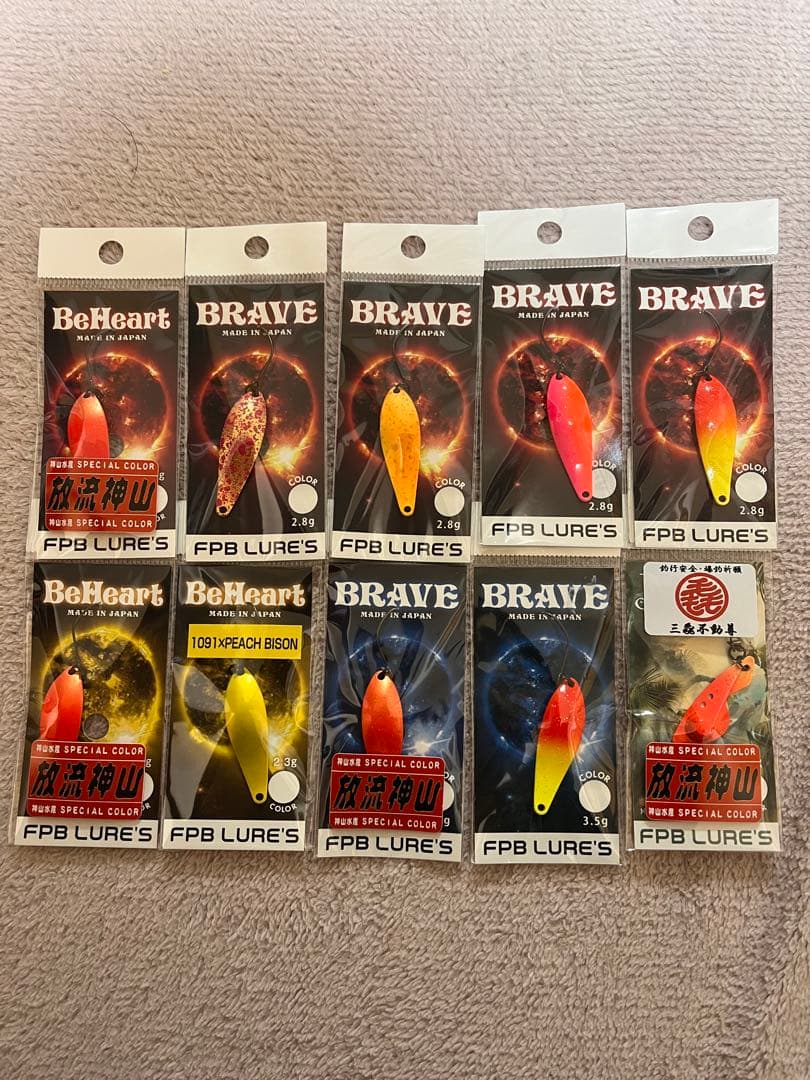 BeHeart
MADE IN JAPAN
神山水産 SPECIAL COLOR
放流神山
神山水産 SPECIAL COLOR
FPB LURE'S
BRAVE
MADE IN JAPAN
COLOR
2.8g
FPB LURE'S
BRAVE
MADE IN JAPAN
COLOR
2.8g
FPB LURE'S
BRAVE
MADE IN JAPAN
COLOR
2.8g
FPB LURE'S
BRAVE
MADE IN JAPAN
COLOR
2.8g
FPB LURE'S
BeHeart
MADE IN JAPAN
神山水産 SPECIAL COLOR
放流神山
神山水産 SPECIAL COLOR
FPB LURE'S
BeHeart
MADE IN JAPAN
1091×PEACH BISON
2.3g
COLOR
FPB LURE'S
BRAVE
MADE IN JAPAN
神山水産 SPECIAL COLOR
放流神山
神山水産 SPECIAL COLOR
FPB LURE'S
BRAVE
MADE IN JAPAN
COLOR
3.5g
FPB LURE'S
釣行安全・爆釣祈願
三毳不動尊
神山水産 SPECIAL COLOR
放流神山
神山水産 SPECIAL COLOR
FPB LURE'S